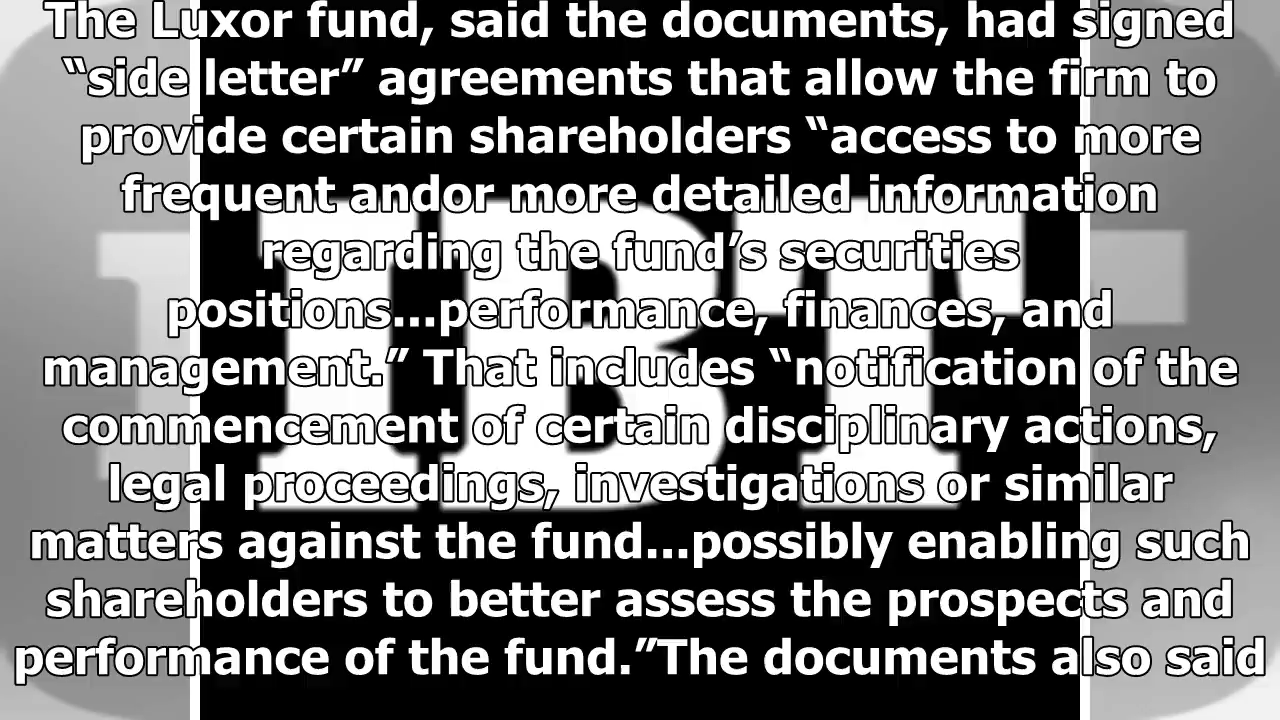 The Luxor fund, said the documents, had signed
“side letter” agreements that allow the firm to
provide certain shareholders “access to more
frequent andor more detailed information
regarding the fund’s securities
positions...performance, finances, and
management.” That includes “notification of the
commencement of certain disciplinary actions,
legal proceedings, investigations or similar
matters against the fund...possibly enabling such
shareholders to better assess the prospects and
performance of the fund.”The documents also said
IBT